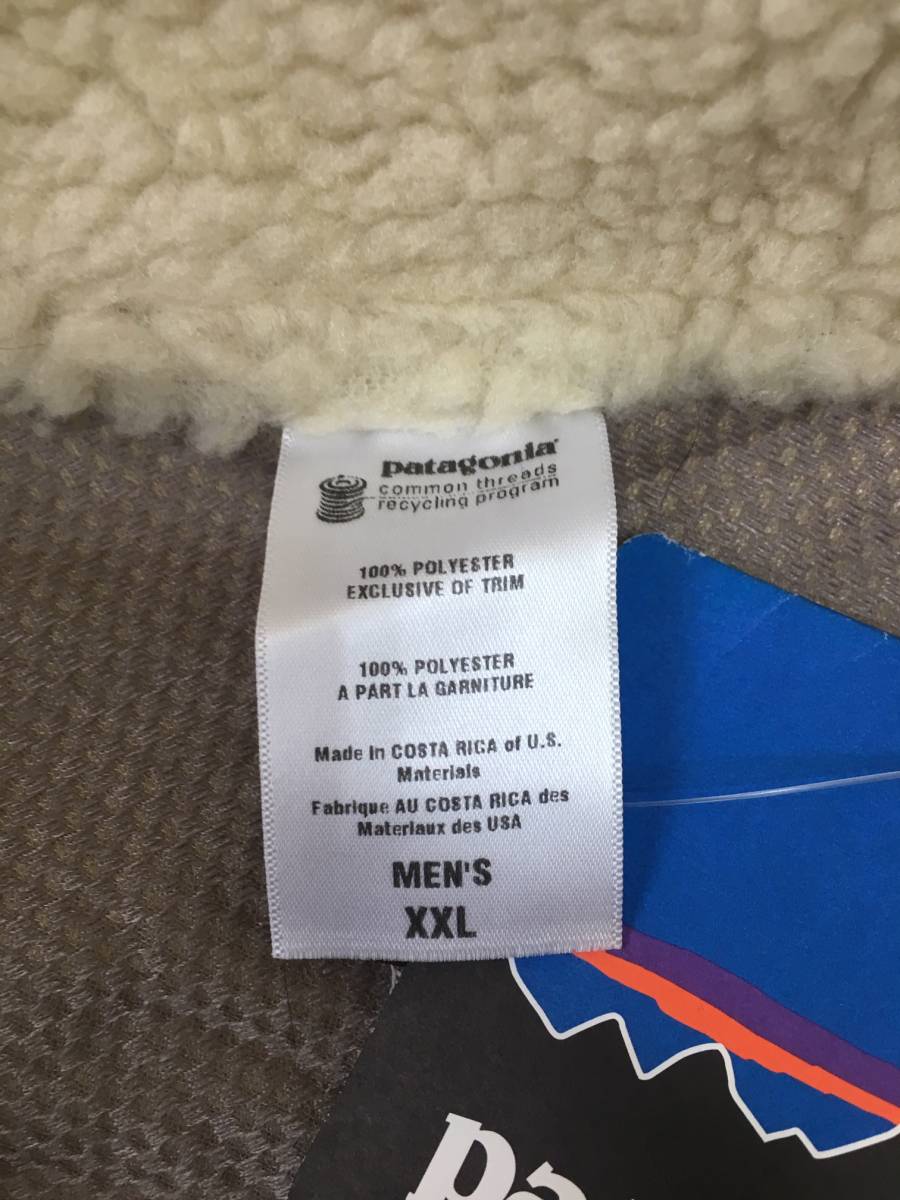 patagonia®
common threads
recycling program
100% POLYESTER
EXCLUSIVE OF TRIM
100% POLYESTER
A PART LA GARNITURE
Made in COSTA RICA of U.S.
Materials
Fabrique AU COSTA RICA des
Materiaux des USA
MEN'S
XXL
pa